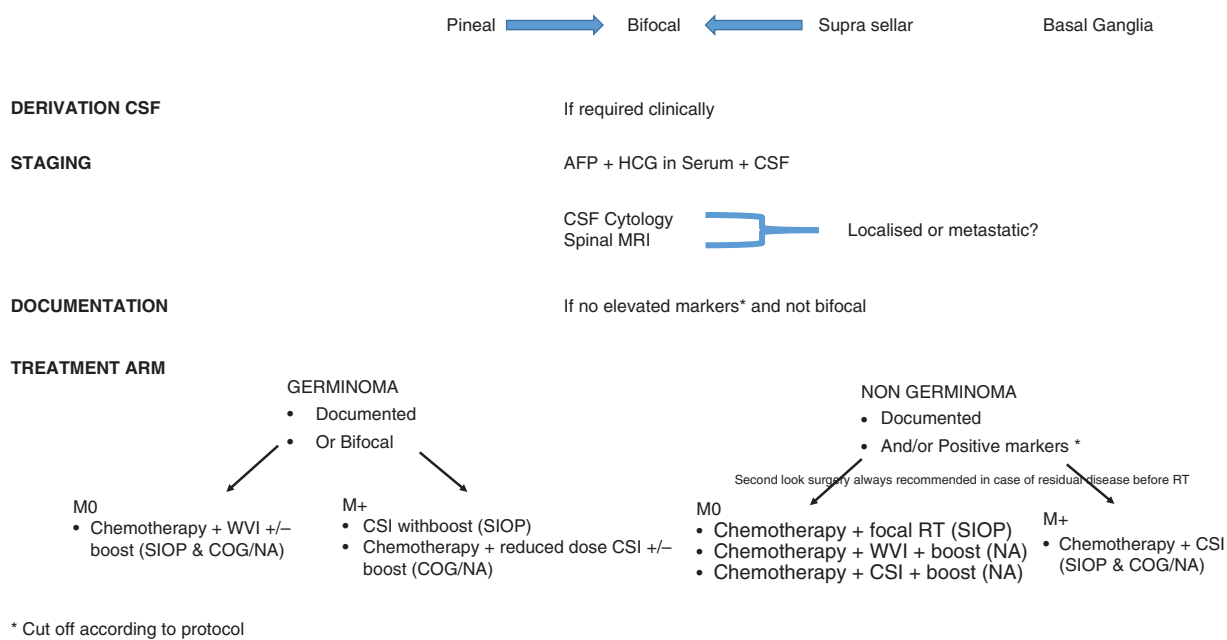 Pineal Bifocal Supra sellar Basal Ganglia
DERIVATION CSF If required clinically
STAGING AFP + HCG in Serum + CSF
CSF Cytology
Spinal MRI
Localised or metastatic?
DOCUMENTATION If no elevated markers* and not bifocal
TREATMENT ARM
GERMINOMA
• Documented
• Or Bifocal
M0
• Chemotherapy + WVI +/–
boost (SIOP & COG/NA)
M+
• CSI withboost (SIOP)
• Chemotherapy + reduced dose CSI +/–
boost (COG/NA)
NON GERMINOMA
• Documented
• And/or Positive markers *
Second look surgery always recommended in case of residual disease before RT
M0
• Chemotherapy + focal RT (SIOP)
• Chemotherapy + WVI + boost (NA)
• Chemotherapy + CSI + boost (NA)
M+
• Chemotherapy + CSI
(SIOP & COG/NA)
* Cut off according to protocol